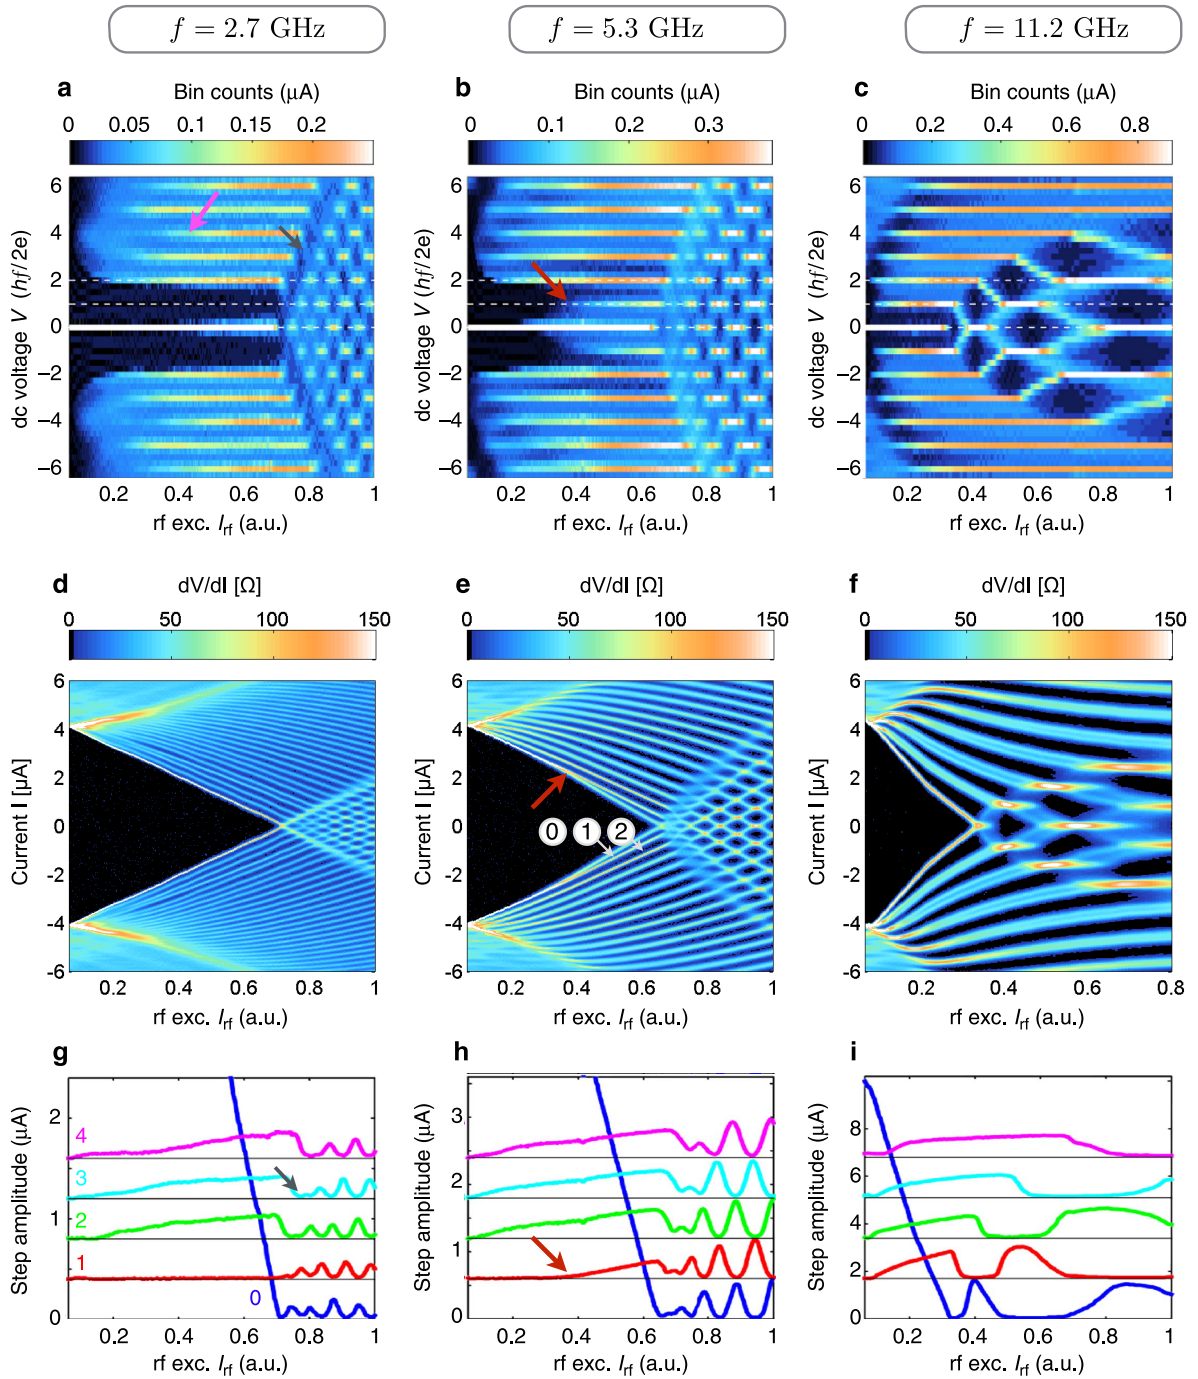 f = 2.7 GHz
f = 5.3 GHz
f = 11.2 GHz
a
Bin counts (μA)
0 0.05 0.1 0.15 0.2
dc voltage V (hf/2e)
6
4
2
0
−2
−4
−6
0.2 0.4 0.6 0.8 1
rf exc. Irf (a.u.)
b
Bin counts (μA)
0 0.1 0.2 0.3
dc voltage V (hf/2e)
6
4
2
0
−2
−4
−6
0.2 0.4 0.6 0.8 1
rf exc. Irf (a.u.)
c
Bin counts (μA)
0 0.2 0.4 0.6 0.8
dc voltage V (hf/2e)
6
4
2
0
−2
−4
−6
0.2 0.4 0.6 0.8 1
rf exc. Irf (a.u.)
d
dV/dI [Ω]
0 50 100 150
Current I [μA]
6
4
2
0
-2
-4
-6
0.2 0.4 0.6 0.8 1
rf exc. Irf (a.u.)
e
dV/dI [Ω]
0 50 100 150
Current I [μA]
6
4
2
0
-2
-4
-6
0 1 2
0.2 0.4 0.6 0.8 1
rf exc. Irf (a.u.)
f
dV/dI [Ω]
0 50 100 150
Current I [μA]
6
4
2
0
-2
-4
-6
0.2 0.4 0.6 0.8
rf exc. Irf (a.u.)
g
Step amplitude (μA)
2
1
0
4
3
2
1
0
0.2 0.4 0.6 0.8 1
rf exc. Irf (a.u.)
h
Step amplitude (μA)
3
2
1
0
0.2 0.4 0.6 0.8 1
rf exc. Irf (a.u.)
i
Step amplitude (μA)
8
6
4
2
0
0.2 0.4 0.6 0.8 1
rf exc. Irf (a.u.)